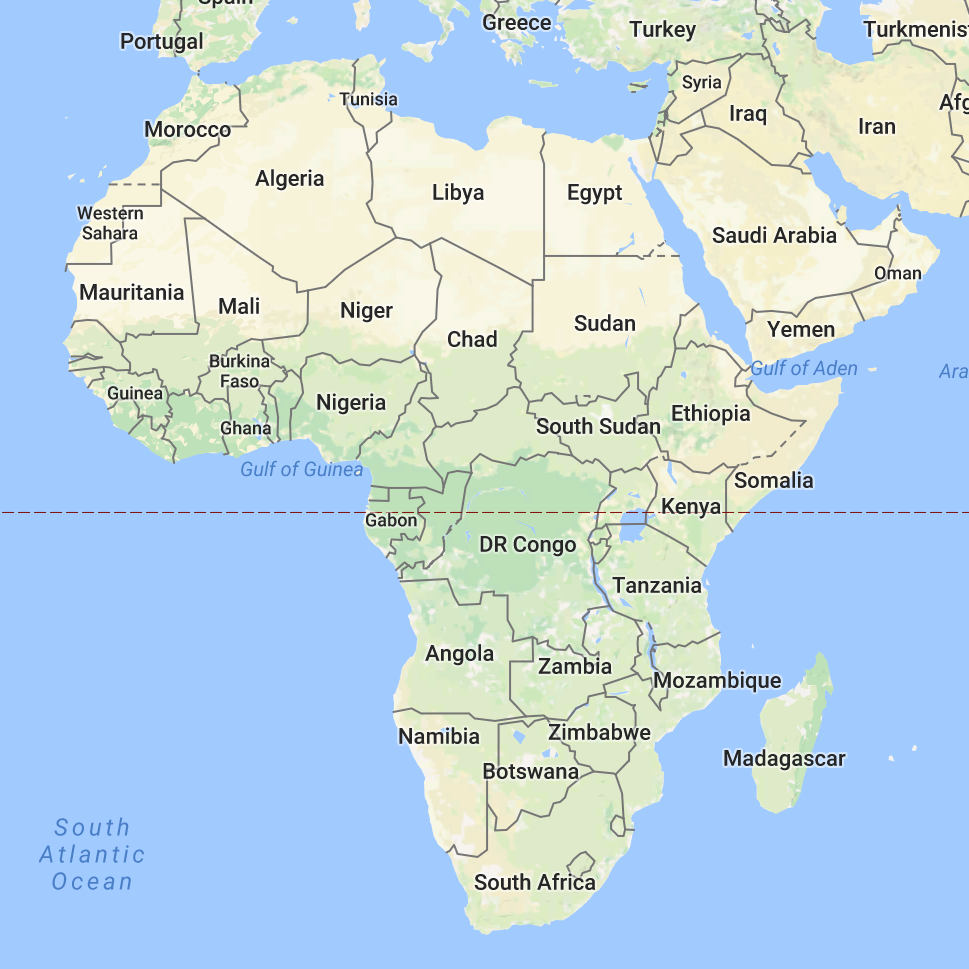 Spain
Greece
Portugal
Turkey
Turkmenis
Syria
Tunisia
Afg
Iraq
Morocco
Iran
Algeria
Libya
Egypt
Western
Sahara
Saudi Arabia
Oman
Mauritania
Mali
Niger
Sudan
Yemen
Chad
Burkina
Faso
Gulf of Aden
Ara
Guinea
Nigeria
Ethiopia
Ghana
South Sudan
Gulf of Guinea
Somalia
Kenya
Gabon
DR Congo
Tanzania
Angola
Zambia
Mozambique
Namibia
Zimbabwe
Madagascar
Botswana
South
Atlantic
Ocean
South Africa